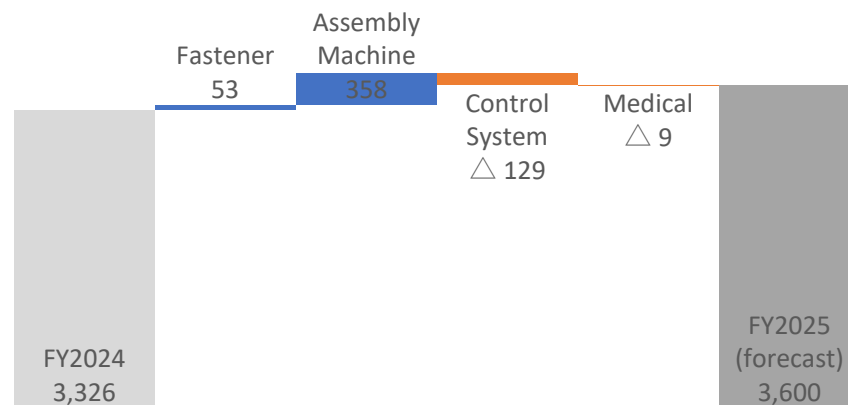 Fastener
53
Assembly
Machine
358
Control
System
△ 129
Medical
△ 9
FY2024
3,326
FY2025
(forecast)
3,600